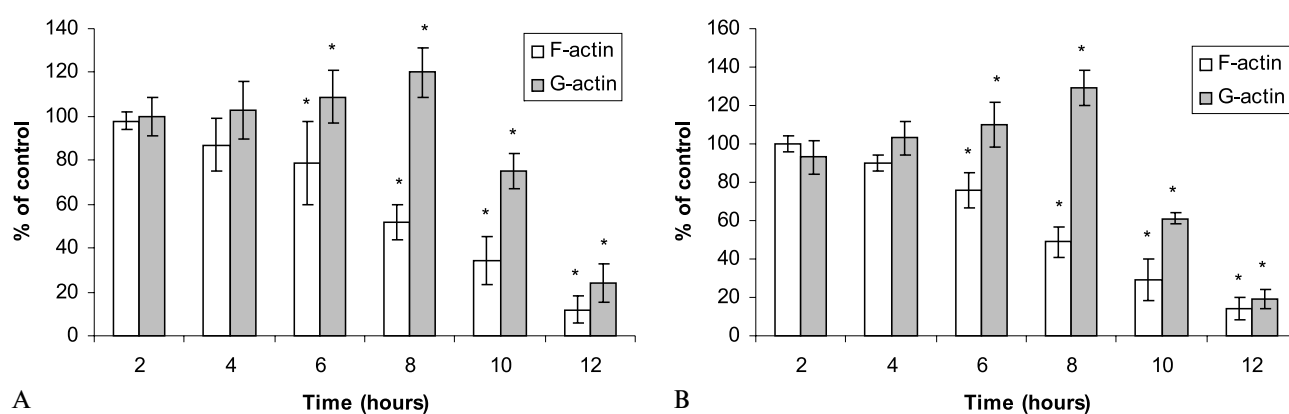 140
120
100
80
60
40
20
0
% of control
* * * * * * * *
F-actin
G-actin
2 4 6 8 10 12
Time (hours)
A
160
140
120
100
80
60
40
20
0
% of control
* * * * * * * *
F-actin
G-actin
2 4 6 8 10 12
Time (hours)
B